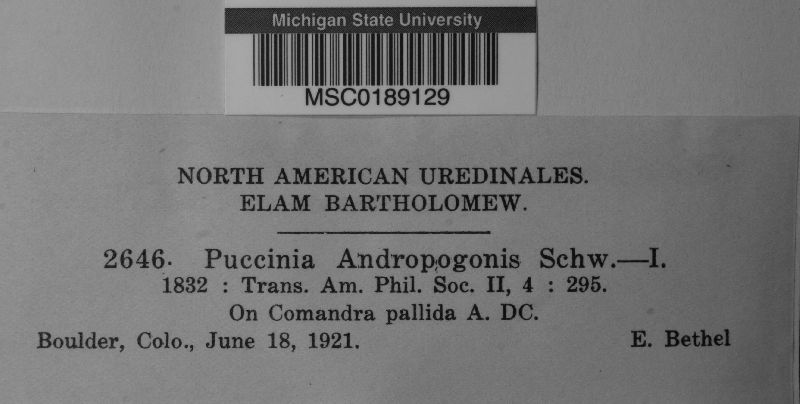 Michigan State University
MSC0189129
NORTH AMERICAN UREDINALES.
ELAM BARTHOLOMEW.
2646. Puccinia Andropogonis Schw.—I.
1832 : Trans. Am. Phil. Soc. II, 4 : 295.
On Comandra pallida A. DC.
Boulder, Colo., June 18, 1921. E. Bethel